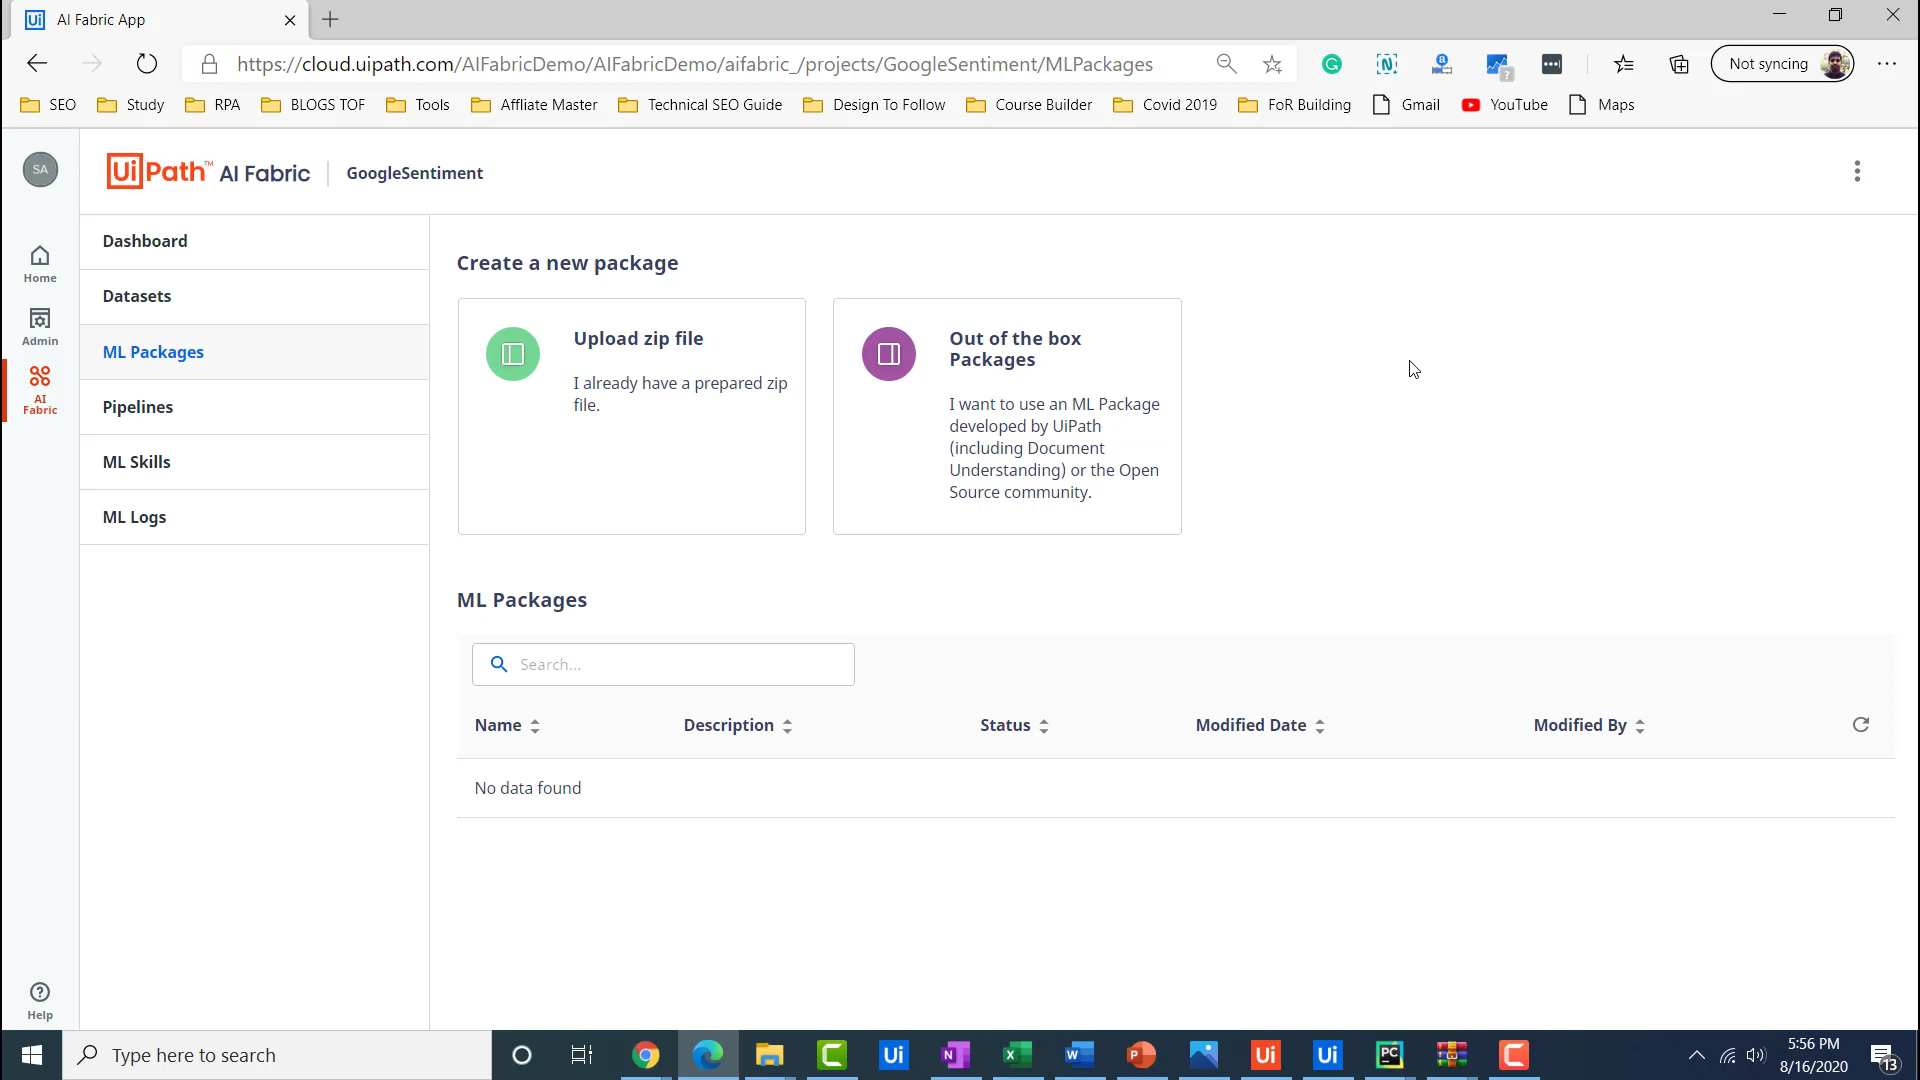 AI Fabric App
https://cloud.uipath.com/AIFabricDemo/AIFabricDemo/aifabric_/projects/GoogleSentiment/MLPackages
Not syncing
SEO Study RPA BLOGS TOF Tools Affliate Master Technical SEO Guide Design To Follow Course Builder Covid 2019 FoR Building Gmail YouTube Maps
SA
UiPath™ AI Fabric GoogleSentiment
Home
Admin
AI
Fabric
Help
Dashboard
Datasets
ML Packages
Pipelines
ML Skills
ML Logs
Create a new package
Upload zip file
I already have a prepared zip
file.
Out of the box
Packages
I want to use an ML Package
developed by UiPath
(including Document
Understanding) or the Open
Source community.
ML Packages
Search...
Name Description Status Modified Date Modified By
No data found
Type here to search
5:56 PM
8/16/2020
13